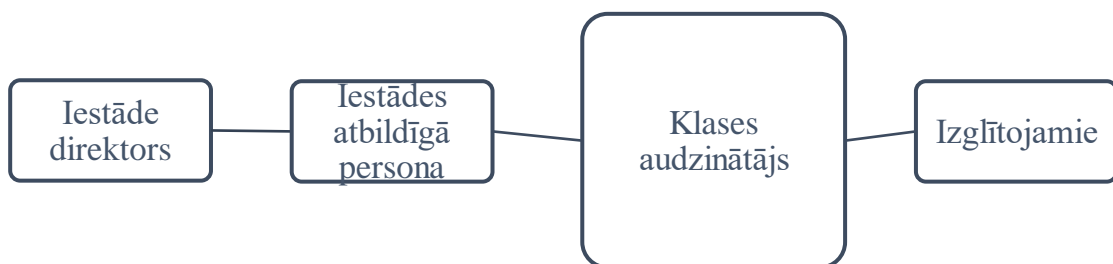 Iestāde
direktors
Iestādes
atbildīgā
persona
Klases
audzinātājs
Izglītojamie